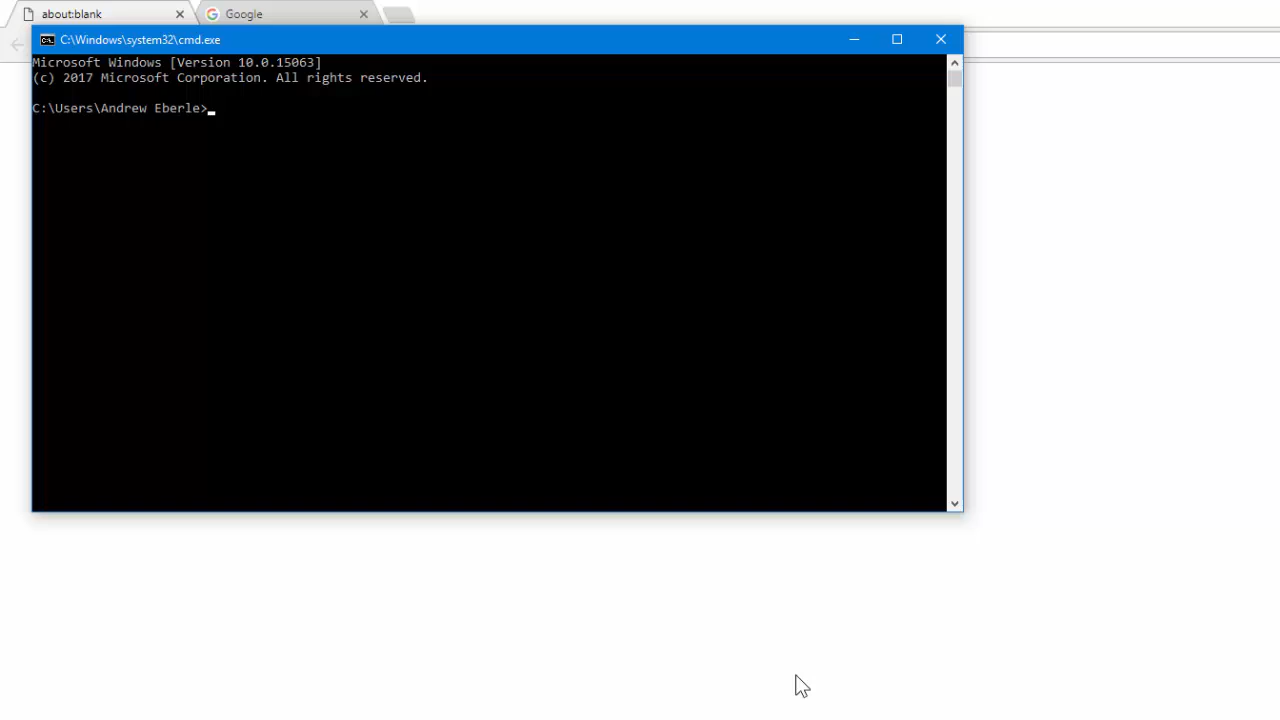 about:blank
Google
C:\Windows\system32\cmd.exe
Microsoft Windows [Version 10.0.15063]
(c) 2017 Microsoft Corporation. All rights reserved.
C:\Users\Andrew Eberle>